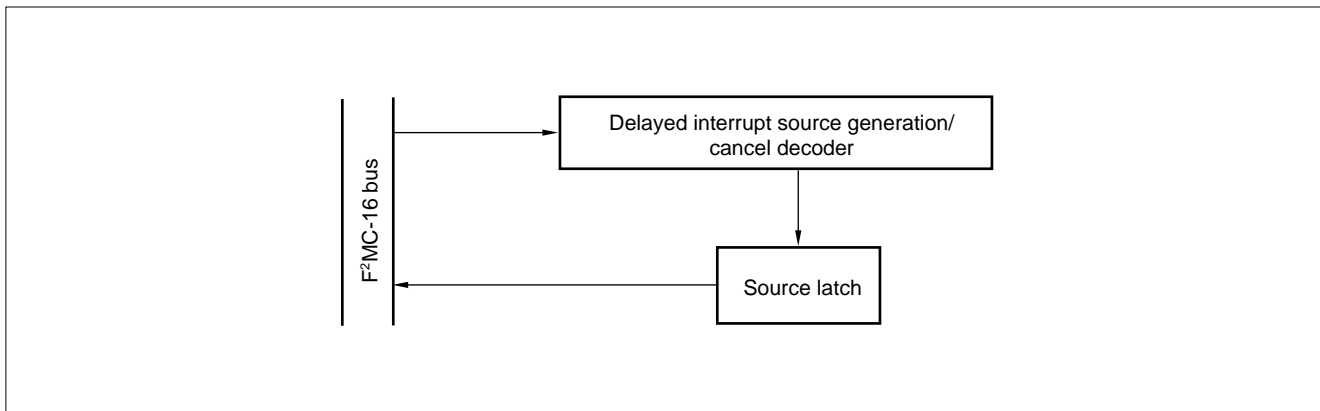 Delayed interrupt source generation/
cancel decoder
F²MC-16 bus
Source latch